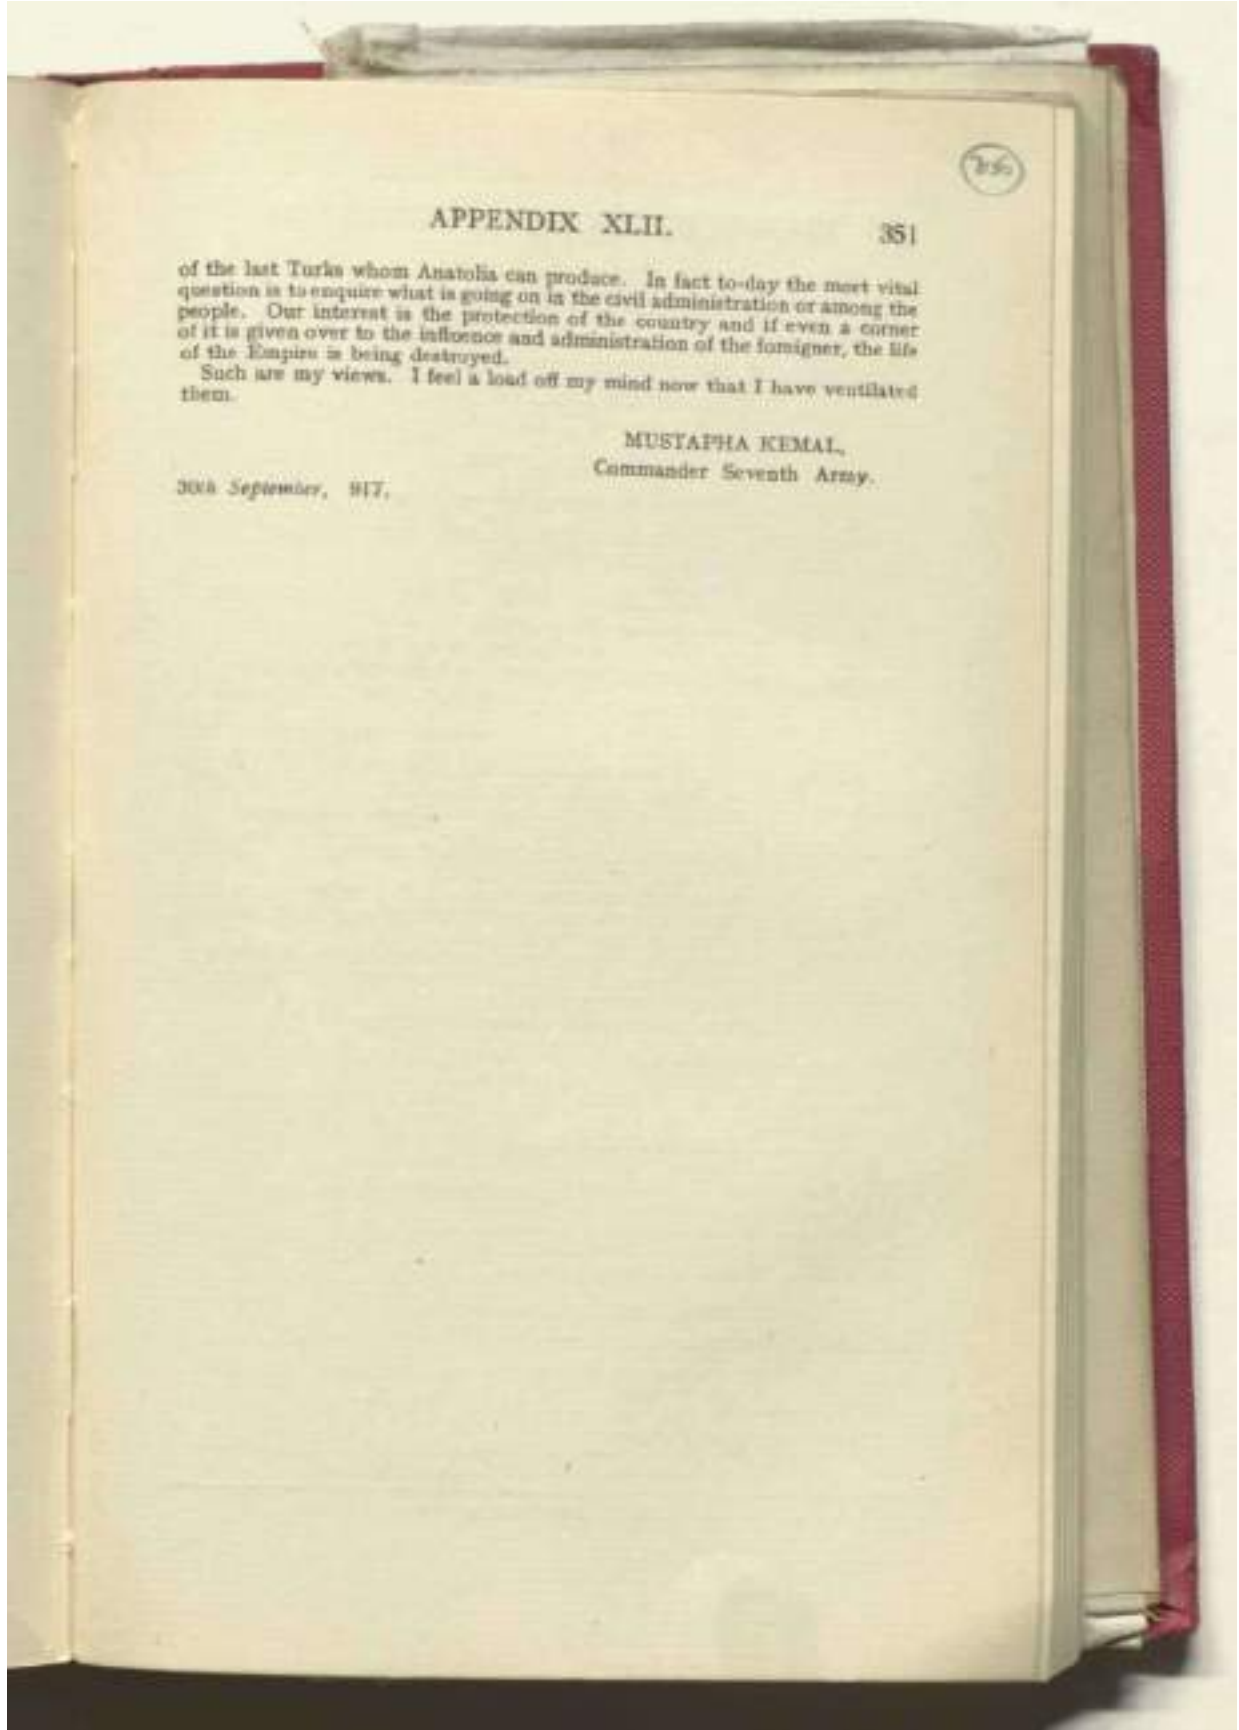 APPENDIX XLII.
351
of the last Turks whom Anatolia can produce. In fact to-day the most vital
question is to enquire what is going on in the civil administration or among the
people. Our interest is the protection of the country and if even a corner
of it is given over to the influence and administration of the foreigner, the life
of the Empire is being destroyed.
Such are my views. I feel a load off my mind now that I have ventilated
them.
MUSTAPHA KEMAL,
Commander Seventh Army.
30th September, 917.